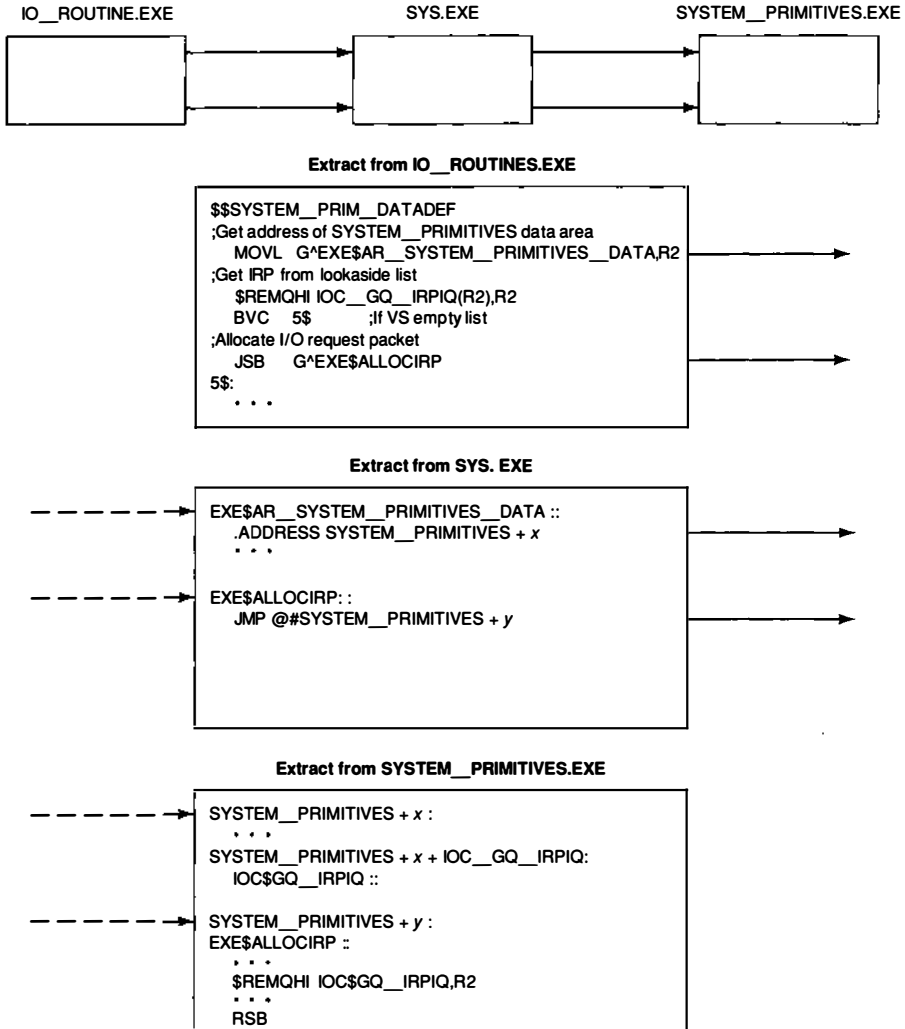 IO__ROUTINE.EXE SYS.EXE SYSTEM__PRIMITIVES.EXE
Extract from IO__ROUTINES.EXE
$$SYSTEM__PRIM__DATADEF
;Get address of SYSTEM__PRIMITIVES data area
MOVL G^EXE$AR__SYSTEM__PRIMITIVES__DATA,R2
;Get IRP from lookaside list
$REMQHI IOC__GQ__IRPIQ(R2),R2
BVC 5$ ;If VS empty list
;Allocate I/O request packet
JSB G^EXE$ALLOCIRP
5$:
. . .
Extract from SYS. EXE
EXE$AR__SYSTEM__PRIMITIVES__DATA ::
.ADDRESS SYSTEM__PRIMITIVES + x
. . .
EXE$ALLOCIRP: :
JMP @#SYSTEM__PRIMITIVES + y
Extract from SYSTEM__PRIMITIVES.EXE
SYSTEM__PRIMITIVES + x :
. . .
SYSTEM__PRIMITIVES + x + IOC__GQ__IRPIQ:
IOC$GQ__IRPIQ ::
SYSTEM__PRIMITIVES + y :
EXE$ALLOCIRP ::
. . .
$REMQHI IOC$GQ__IRPIQ,R2
. . .
RSB